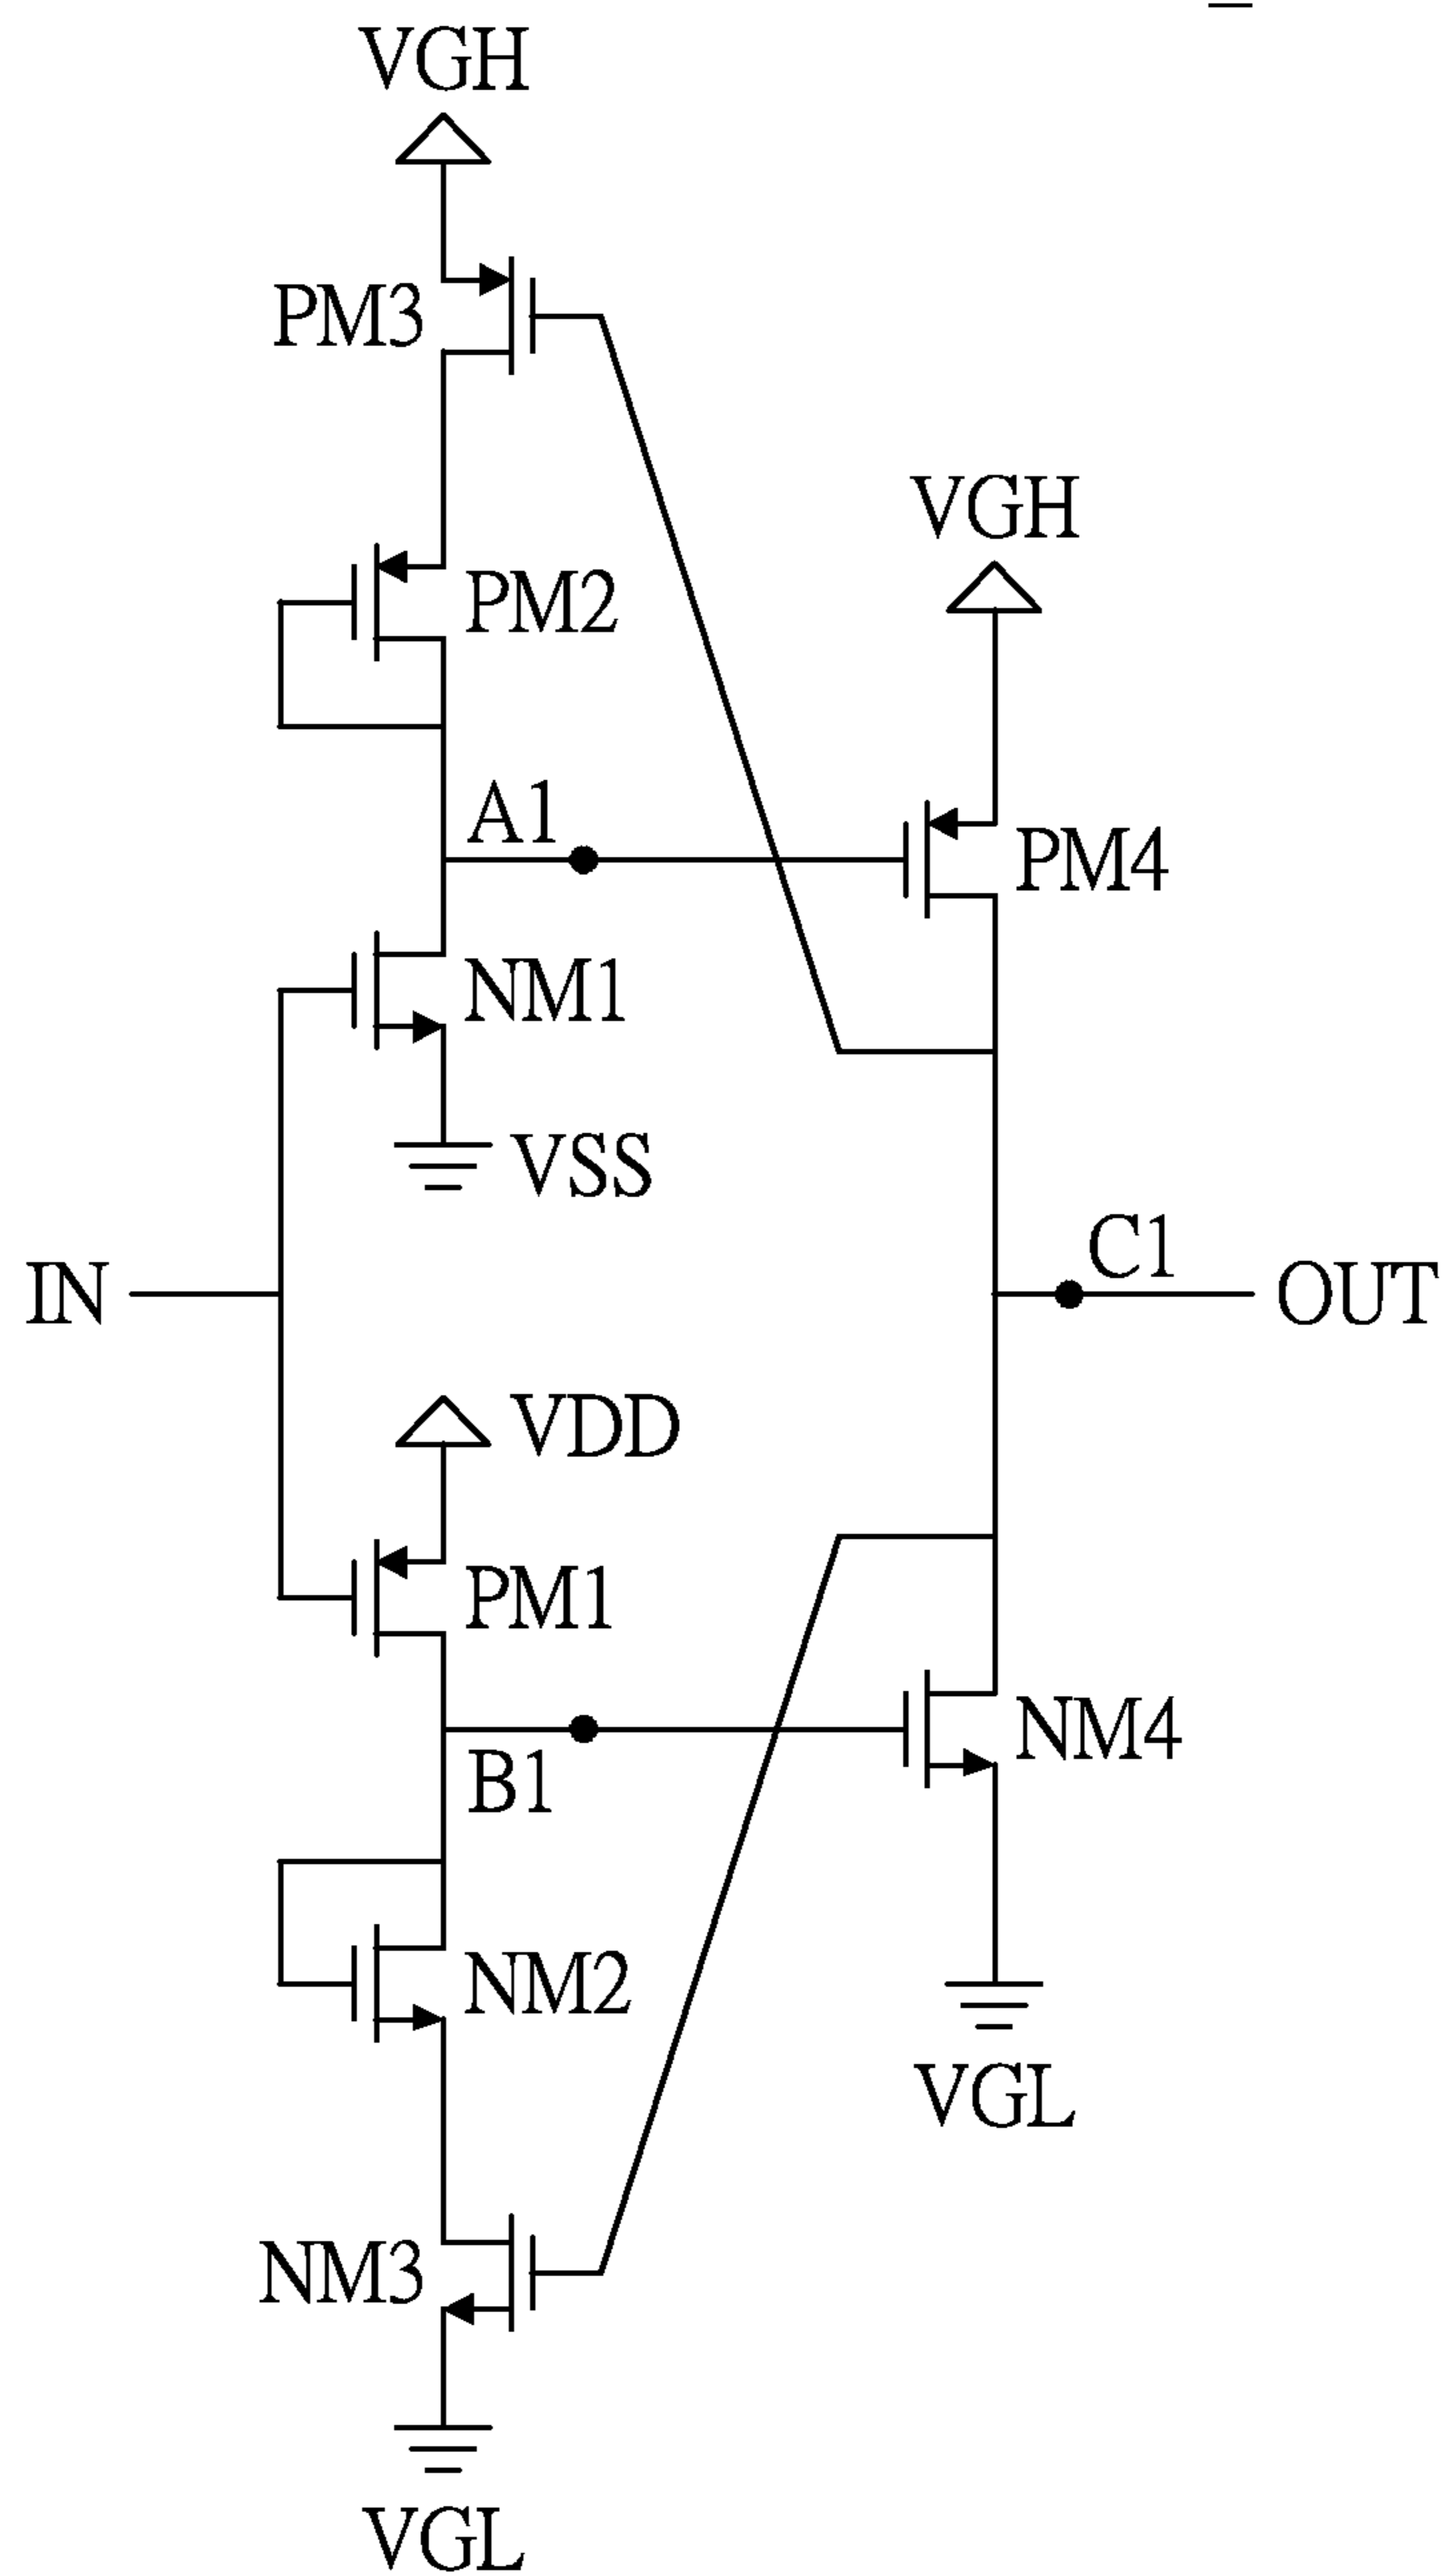 VGH
PM3
VGH
PM2
A1
PM4
NM1
VSS
C1
IN
OUT
VDD
PM1
NM4
B1
NM2
VGL
NM3
VGL